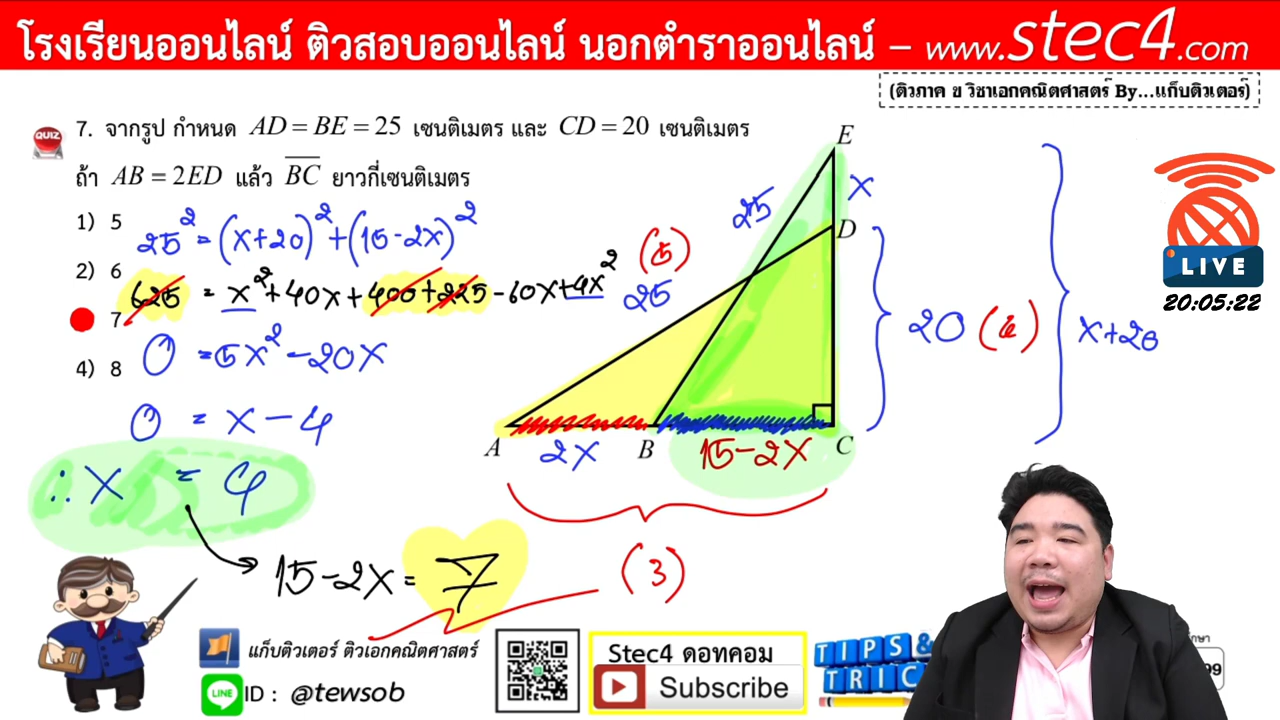 โรงเรียนออนไลน์ ติวสอบออนไลน์ นอกตำราออนไลน์ – www.stec4.com
(ติวภาค ข วิชาเอกคณิตศาสตร์ By...แก็บติวเตอร์)
QUIZ
7. จากรูป กำหนด AD = BE = 25 เซนติเมตร และ CD = 20 เซนติเมตร
ถ้า AB = 2ED แล้ว BC ยาวกี่เซนติเมตร
1) 5
25² = (x+20)² + (15-2x)²
2) 6
625 = x² + 40x + 400 + 225 - 60x + 4x²
7
0 = 5x² - 20x
4) 8
0 = x - 4
∴ x = 4
15 - 2x = 7
E
x
25
D
(5)
25
20 (4)
x+20
A
2x
B
15-2x
C
(3)
LIVE
20:05:22
แก็บติวเตอร์ ติวเอกคณิตศาสตร์
LINE ID : @tewsob
Stec4 ดอทคอม
Subscribe
TIPS &
TRIC
99